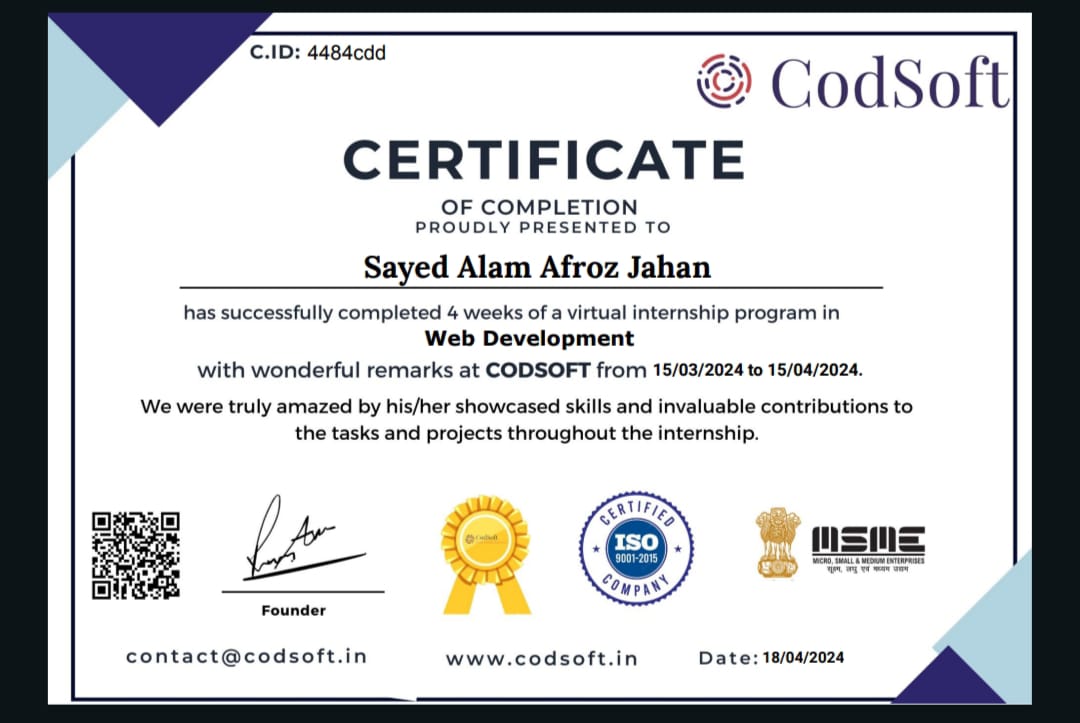 C.ID: 4484cdd
CodSoft
CERTIFICATE
OF COMPLETION
PROUDLY PRESENTED TO
Sayed Alam Afroz Jahan
has successfully completed 4 weeks of a virtual internship program in
Web Development
with wonderful remarks at CODSOFT from 15/03/2024 to 15/04/2024.
We were truly amazed by his/her showcased skills and invaluable contributions to
the tasks and projects throughout the internship.
Founder
CodSoft
CERTIFIED
ISO
9001-2015
COMPANY
MSME
MICRO, SMALL & MEDIUM ENTERPRISES
सूक्ष्म, लघु एवं मध्यम उद्यम
contact@codsoft.in
www.codsoft.in
Date: 18/04/2024